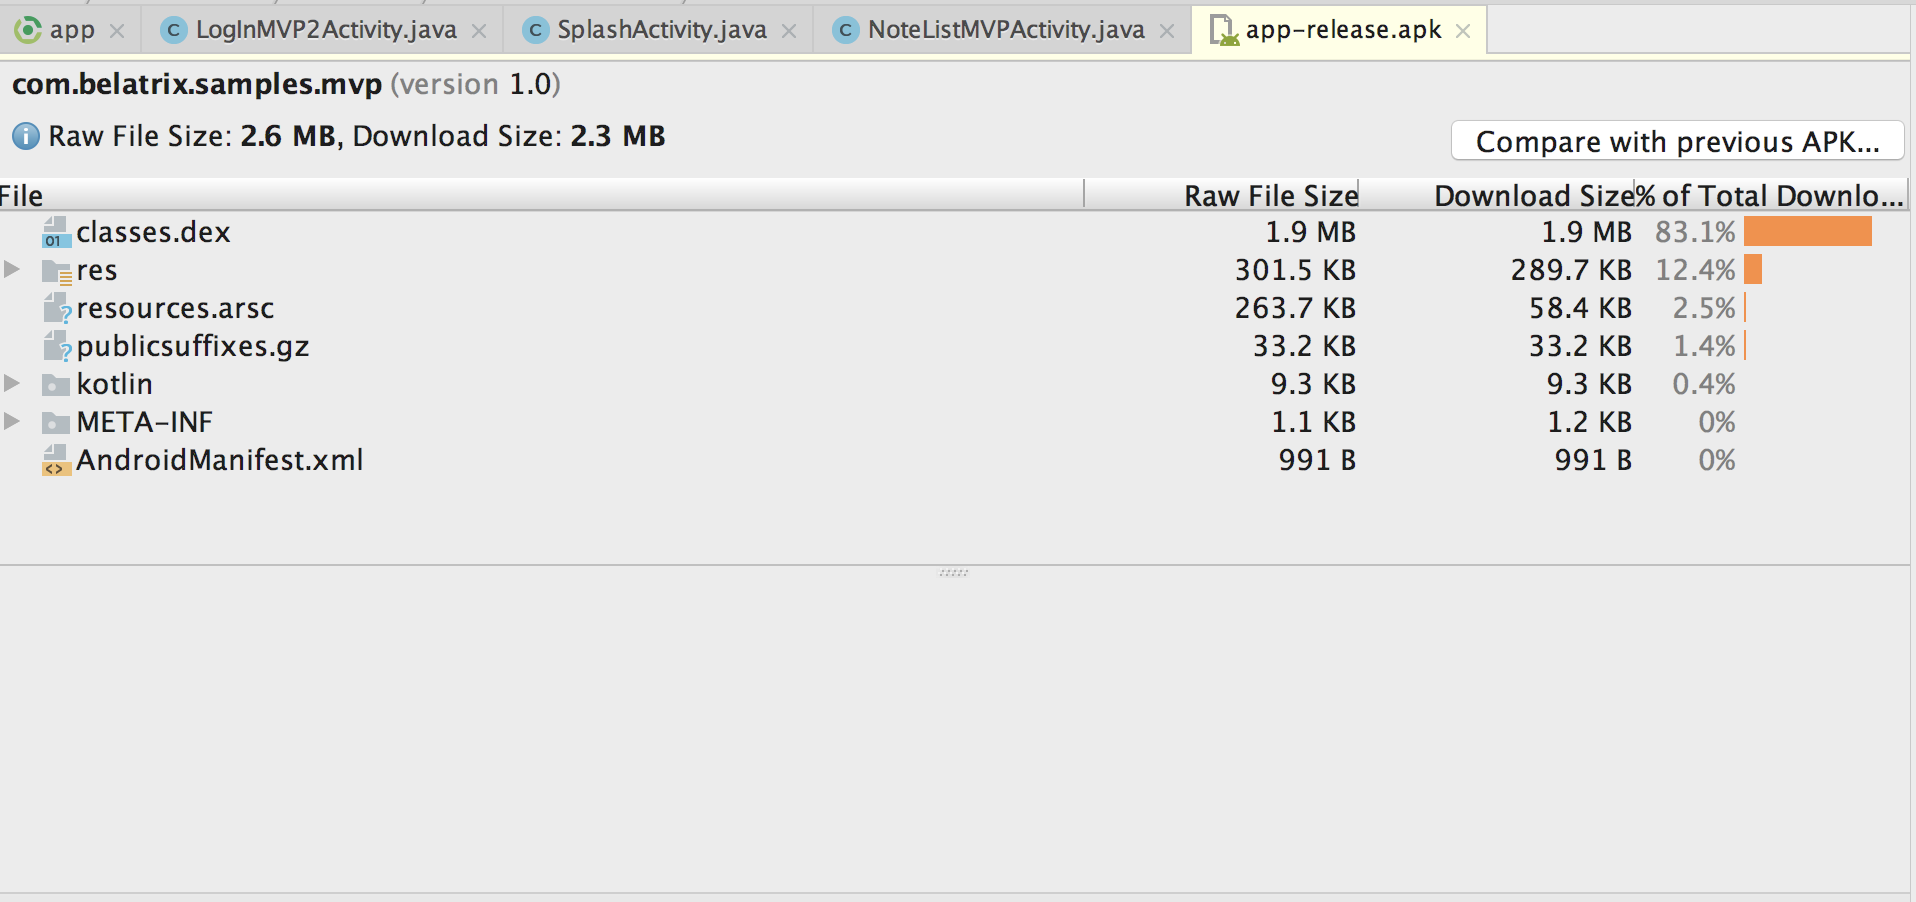 app LogInMVP2Activity.java SplashActivity.java NoteListMVPActivity.java app-release.apk
com.belatrix.samples.mvp (version 1.0)
Raw File Size: 2.6 MB, Download Size: 2.3 MB
Compare with previous APK...
File Raw File Size Download Size % of Total Downlo...
classes.dex 1.9 MB 1.9 MB 83.1%
res 301.5 KB 289.7 KB 12.4%
resources.arsc 263.7 KB 58.4 KB 2.5%
publicsuffixes.gz 33.2 KB 33.2 KB 1.4%
kotlin 9.3 KB 9.3 KB 0.4%
META-INF 1.1 KB 1.2 KB 0%
AndroidManifest.xml 991 B 991 B 0%